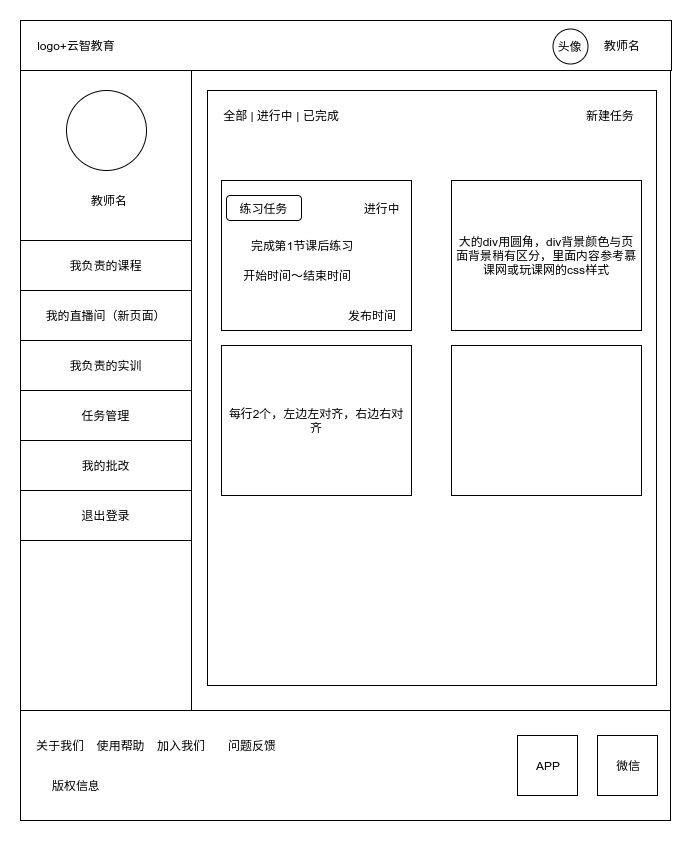 logo+云智教育
头像
教师名
教师名
我负责的课程
我的直播间（新页面）
我负责的实训
任务管理
我的批改
退出登录
全部 | 进行中 | 已完成
新建任务
练习任务
进行中
完成第1节课后练习
开始时间～结束时间
发布时间
大的div用圆角，div背景颜色与页
面背景稍有区分，里面内容参考慕
课网或玩课网的css样式
每行2个，左边左对齐，右边右对
齐
关于我们 使用帮助 加入我们 问题反馈
版权信息
APP
微信